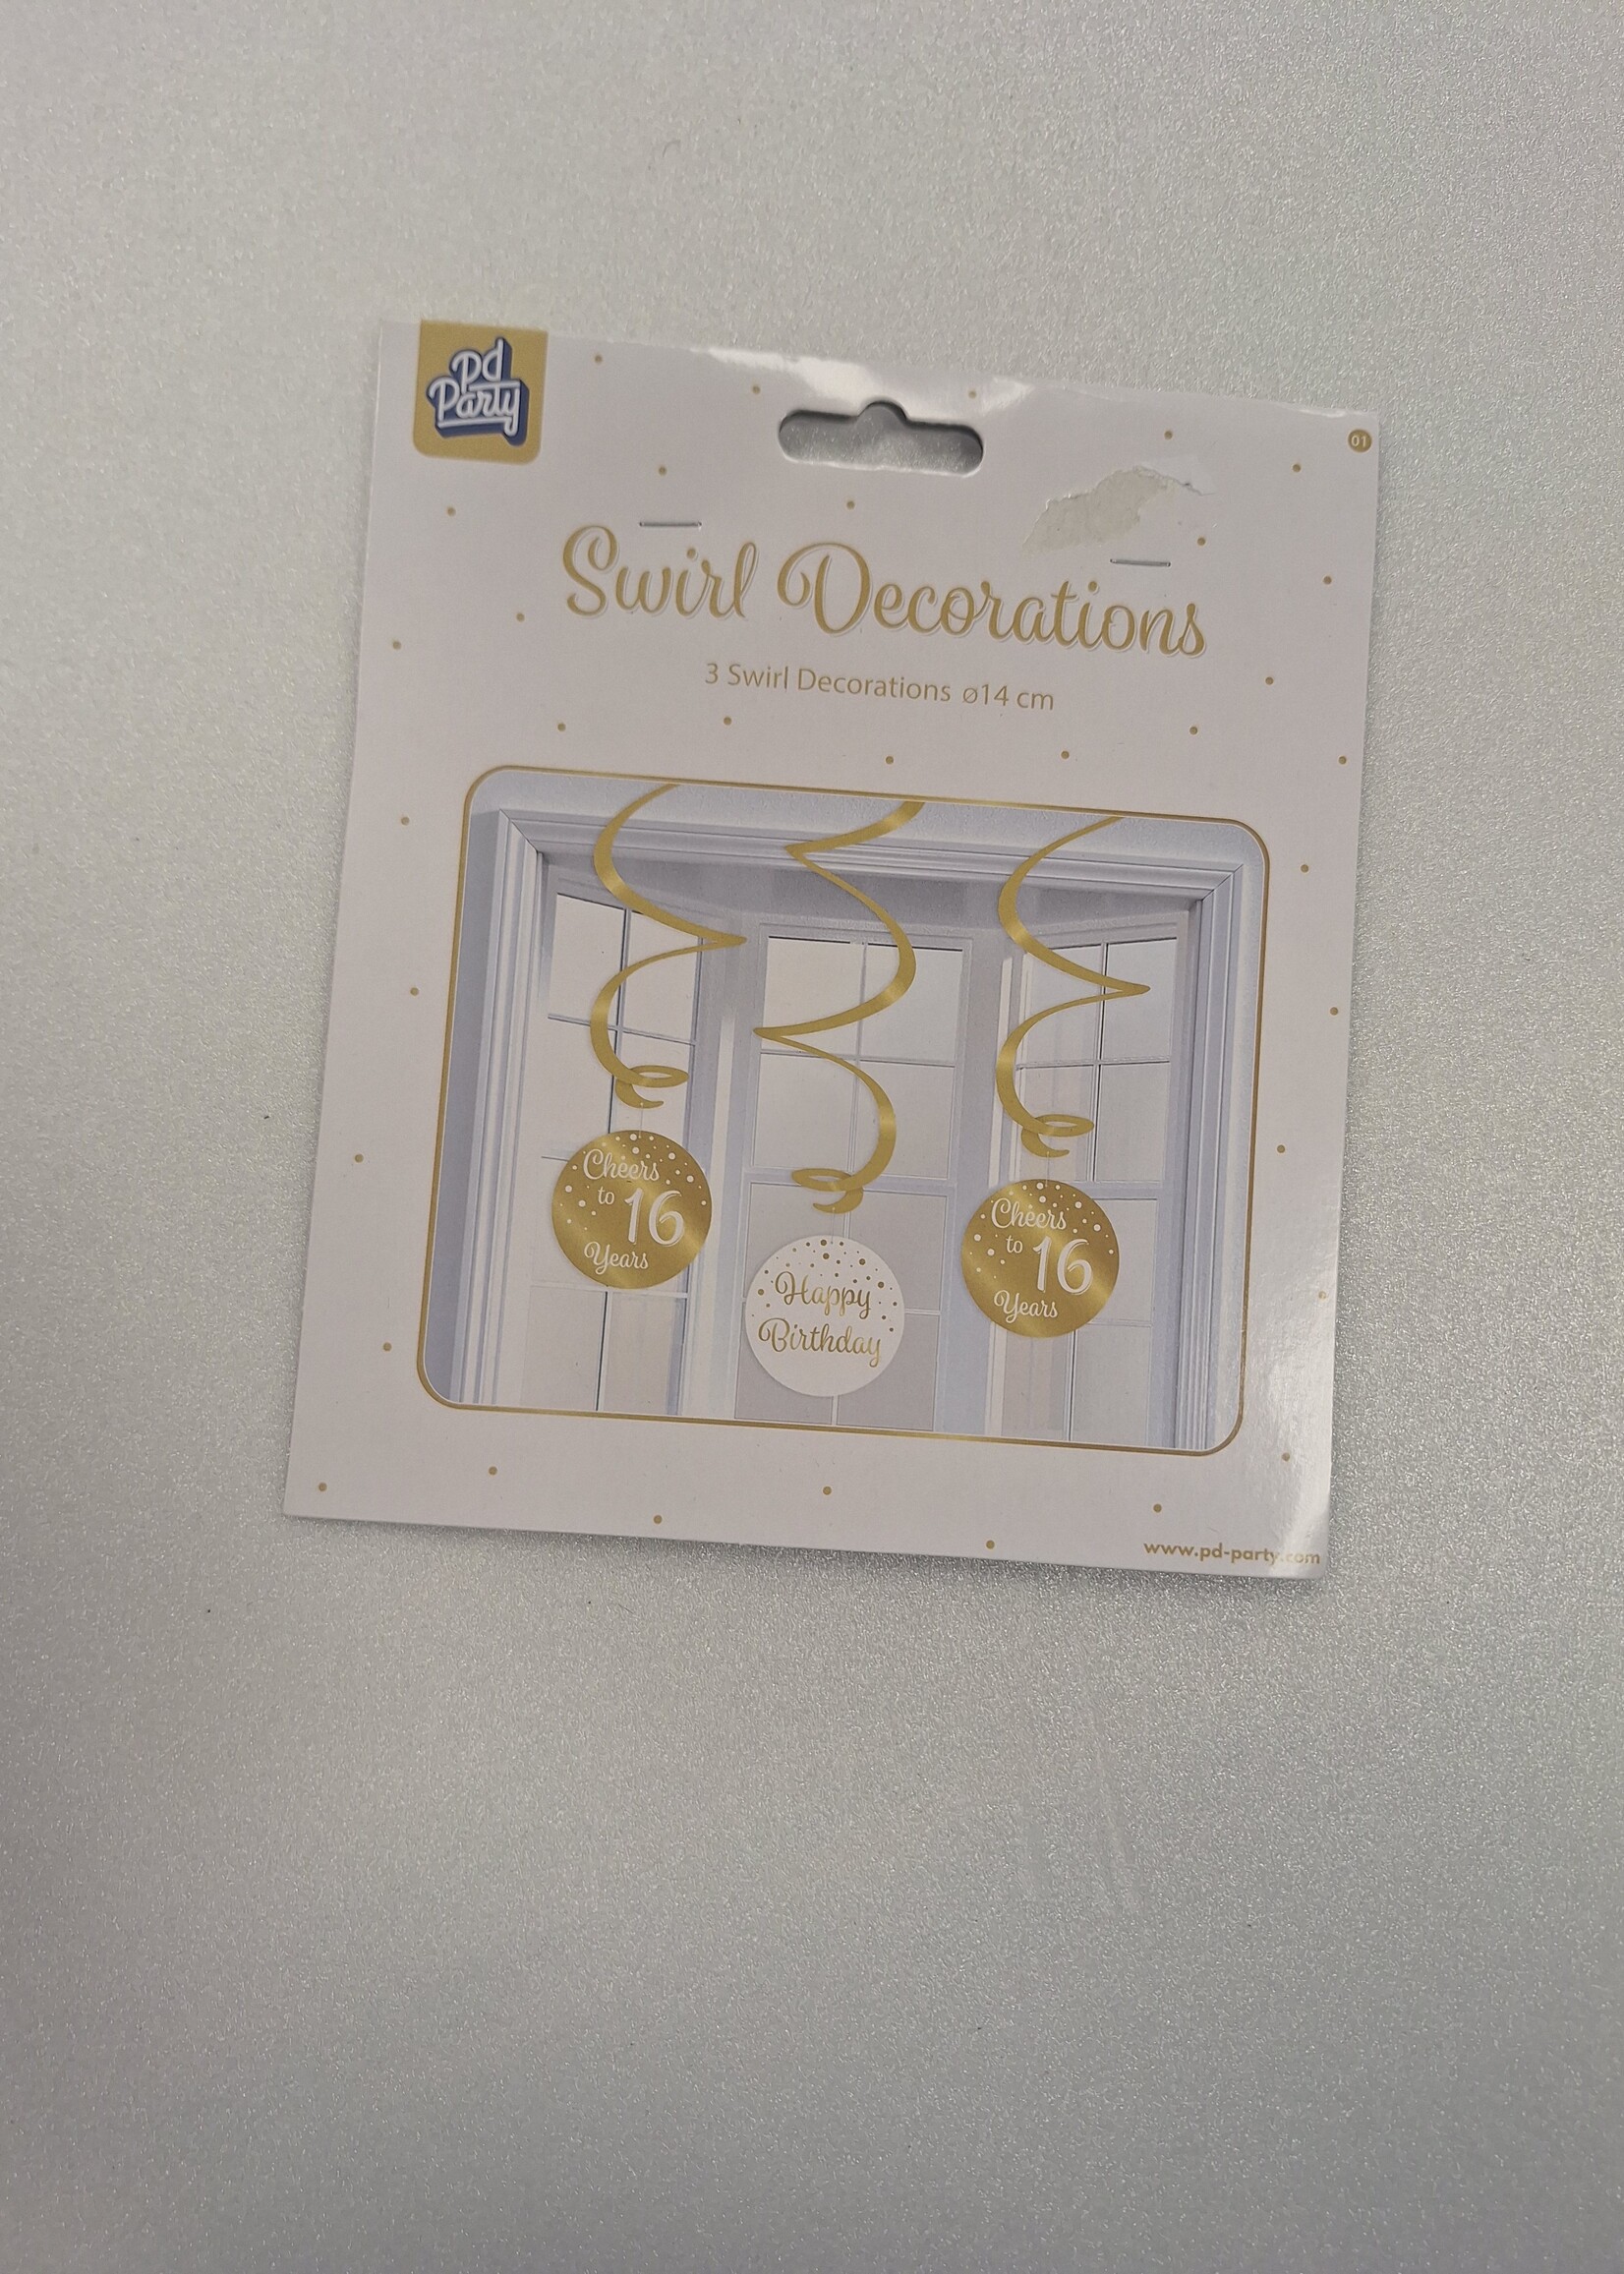 pd
Party
01
Swirl Decorations
3 Swirl Decorations ø14 cm
Cheers
to 16
Years
Happy
Birthday
Cheers
to 16
Years
www.pd-party.com